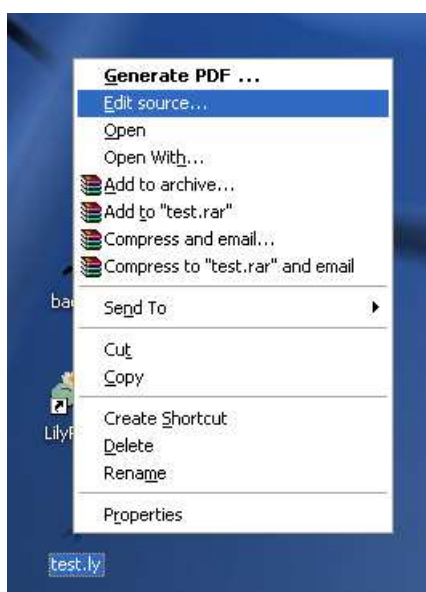 Generate PDF ...
Edit source...
Open
Open With...
Add to archive...
Add to "test.rar"
Compress and email...
Compress to "test.rar" and email
Send To
Cut
Copy
Create Shortcut
Delete
Rename
Properties
test.ly